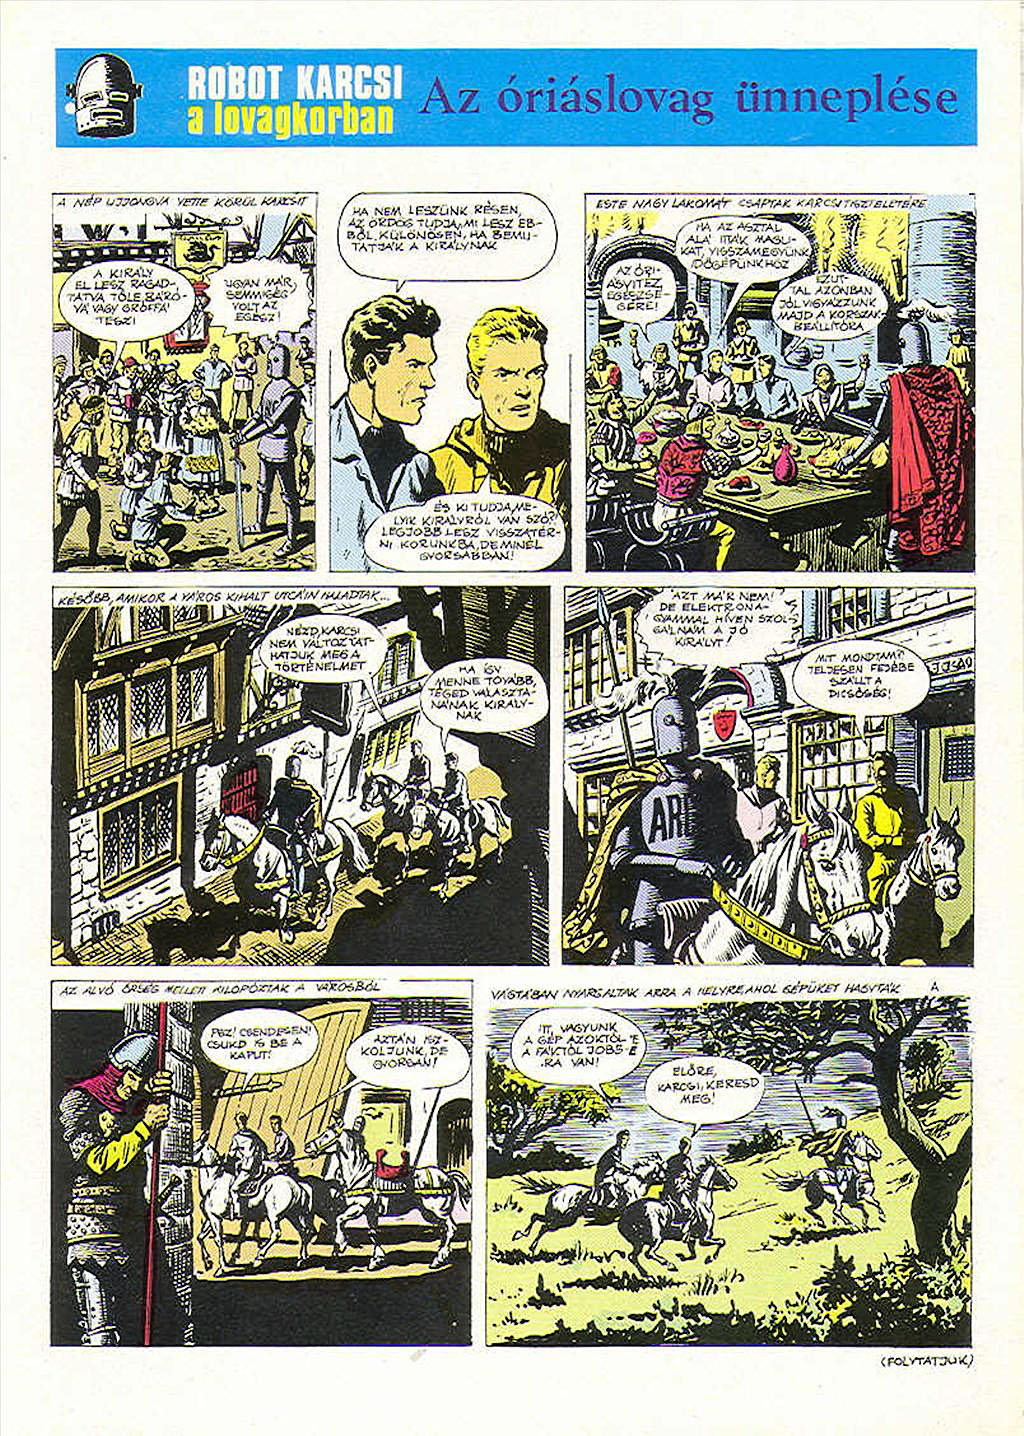 ROBOT KARCSI
a lovagkorban
Az óriáslovag ünneplése
A NÉP UJJONGVA VETTE KÖRÜL KARCSIT
A KIRÁLY
EL LESZ RAGAD-
TATVA TŐLE, BÁRÓ-
VÁ VAGY GRÓFFÁ
TESZI
UGYAN MÁR,
SEMMISÉG
VOLT AZ
EGÉSZ!
HA NEM LESZÜNK RÉSEN,
AZ ÖRDÖG TUDJA, MI LESZ EB-
BŐL KÜLÖNÖSEN, HA BEMU-
TATJÁK A KIRÁLYNAK
ÉS KI TUDJA, ME-
LYIK KIRÁLYRÓL VAN SZÓ?
LEGJOBB LESZ VISSZATÉR-
NI KORUNKBA, DE MINÉL
GYORSABBAN!
ESTE NAGY LAKOMÁT CSAPTAK KARCSI TISZTELETÉRE
HA AZ ASZTAL
ALÁ ITTÁK MAGU-
KAT, VISSZAMEGYÜNK
IDŐGÉPÜNKHÖZ
AZ ÓRI-
ÁSVITÉZ
EGÉSZSÉ-
GÉRE!
EZÚT-
TAL AZONBAN
JÓL VIGYÁZZUNK
MAJD A KORSZAK-
BEÁLLÍTÓRA
KÉSŐBB, AMIKOR A VÁROS KIHALT UTCÁIN HALADTAK...
NÉZD, KARCSI
NEM VÁLTOZTAT-
HATJUK MEG A
TÖRTÉNELMET
HA ÍGY
MENNE TOVÁBB,
TÉGED VÁLASZTA-
NÁNAK KIRÁLY-
NAK
AZT MÁR NEM!
DE ELEKTRONA-
GYAMMAL HÍVEN SZOL-
GÁLNÁM A JÓ
KIRÁLYT!
MIT MONDTAM?
TELJESEN FEJÉBE
SZÁLLT A
DICSŐSÉG!
AZ ALVÓ ŐRSÉG MELLETT KILOPÓZTAK A VÁROSBÓL
PSZ! CSENDESEN!
CSUKD IS BE A
KAPUT!
AZTÁN ISZ-
KOLJUNK, DE
GYORSAN!
VÁGTÁBAN NYARGALTAK ARRA A HELYRE, AHOL GÉPÜKET HAGYTÁK
ITT VAGYUNK
A GÉP AZOKTÓL
A FÁKTÓL JOBB-
RA VAN!
ELŐRE,
KARCSI, KERESD
MEG!
(FOLYTATJUK)